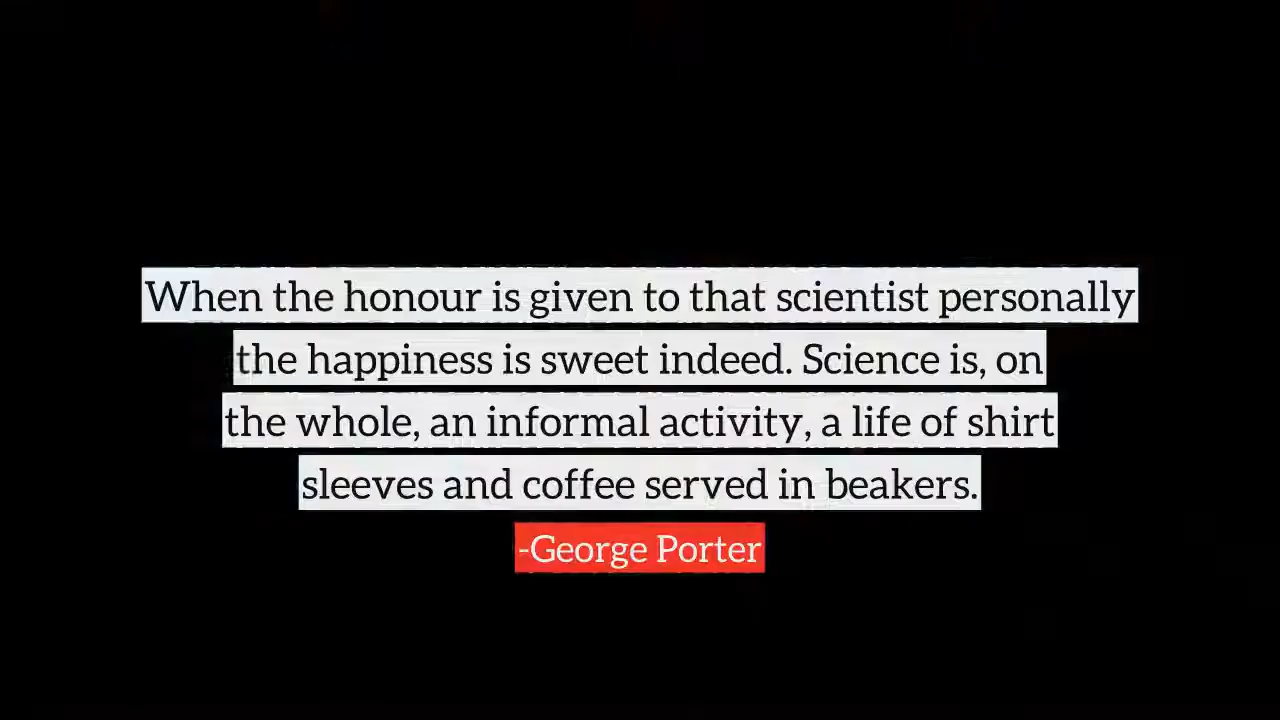 When the honour is given to that scientist personally
the happiness is sweet indeed. Science is, on
the whole, an informal activity, a life of shirt
sleeves and coffee served in beakers.
-George Porter